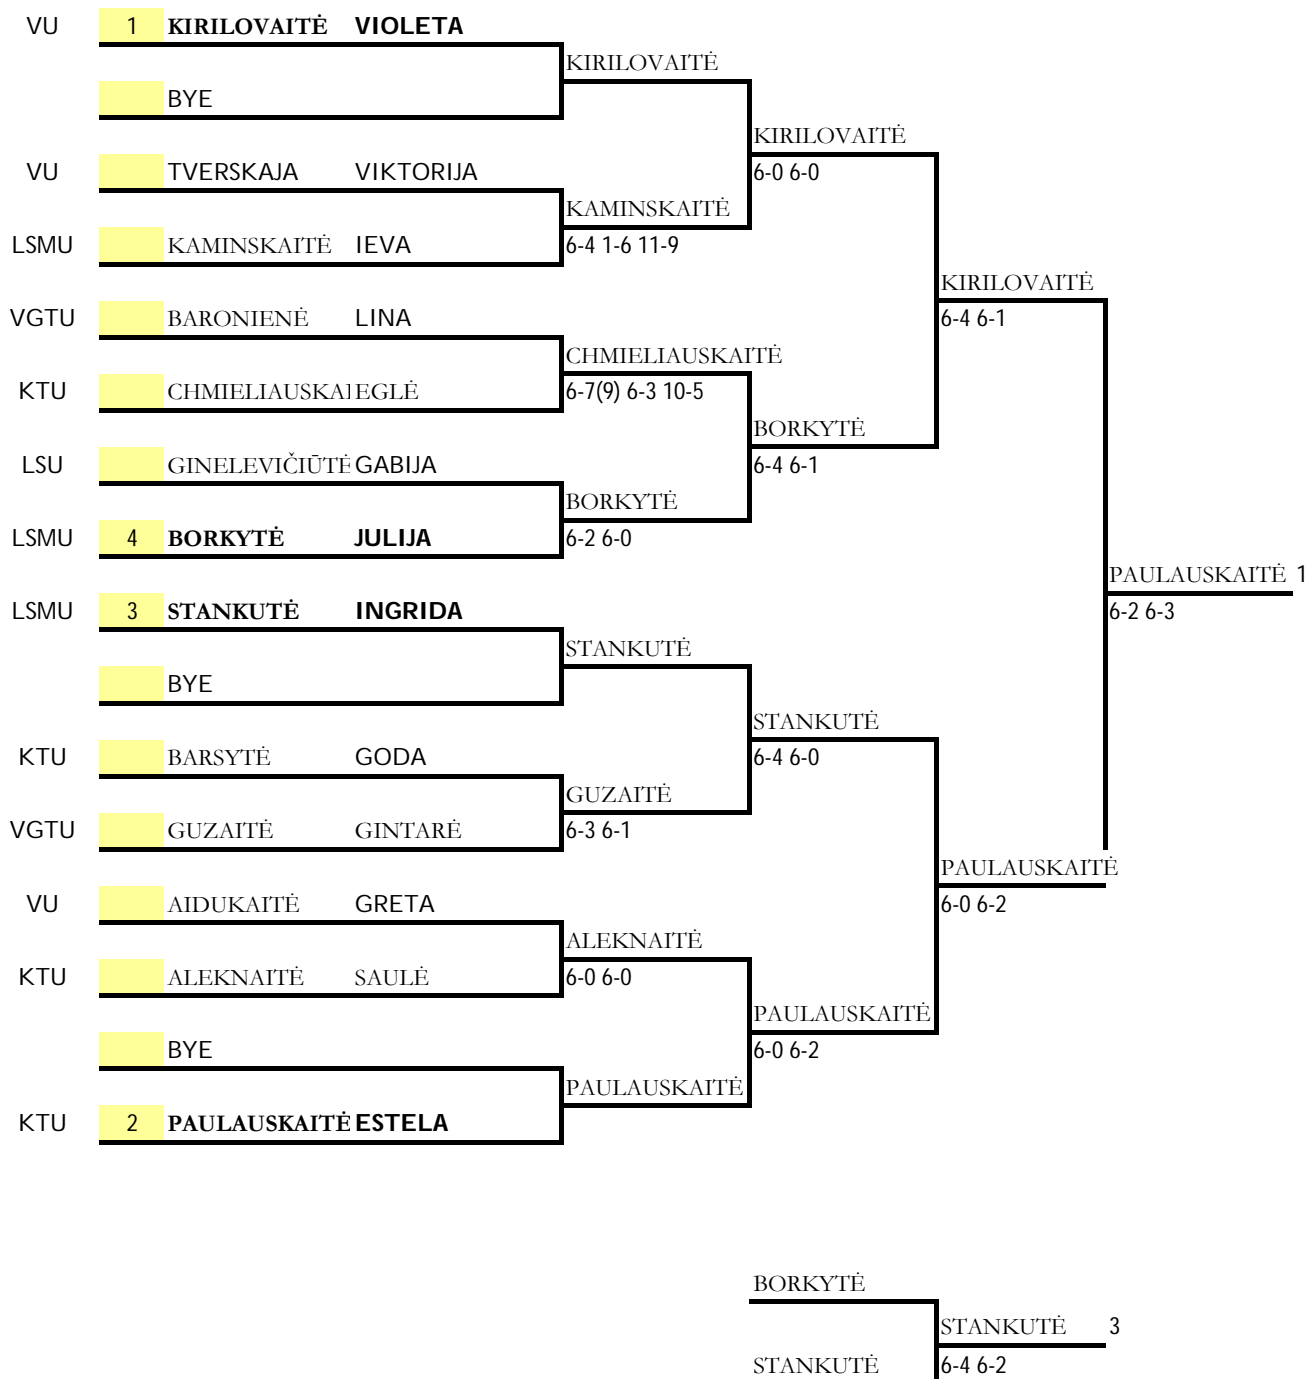 VU 1 KIRILOVAITĖ VIOLETA
KIRILOVAITĖ
BYE
KIRILOVAITĖ
VU TVERSKAJA VIKTORIJA 6-0 6-0
KAMINSKAITĖ
LSMU KAMINSKAITĖ IEVA 6-4 1-6 11-9
KIRILOVAITĖ
VGTU BARONIENĖ LINA 6-4 6-1
CHMIELIAUSKAITĖ
KTU CHMIELIAUSKAI EGLĖ 6-7(9) 6-3 10-5
BORKYTĖ
LSU GINELEVIČIŪTĖ GABIJA 6-4 6-1
BORKYTĖ
LSMU 4 BORKYTĖ JULIJA 6-2 6-0
PAULAUSKAITĖ 1
LSMU 3 STANKUTĖ INGRIDA 6-2 6-3
STANKUTĖ
BYE
STANKUTĖ
KTU BARSYTĖ GODA 6-4 6-0
GUZAITĖ
VGTU GUZAITĖ GINTARĖ 6-3 6-1
PAULAUSKAITĖ
VU AIDUKAITĖ GRETA 6-0 6-2
ALEKNAITĖ
KTU ALEKNAITĖ SAULĖ 6-0 6-0
PAULAUSKAITĖ
BYE 6-0 6-2
PAULAUSKAITĖ
KTU 2 PAULAUSKAITĖ ESTELA
BORKYTĖ
STANKUTĖ 3
STANKUTĖ 6-4 6-2